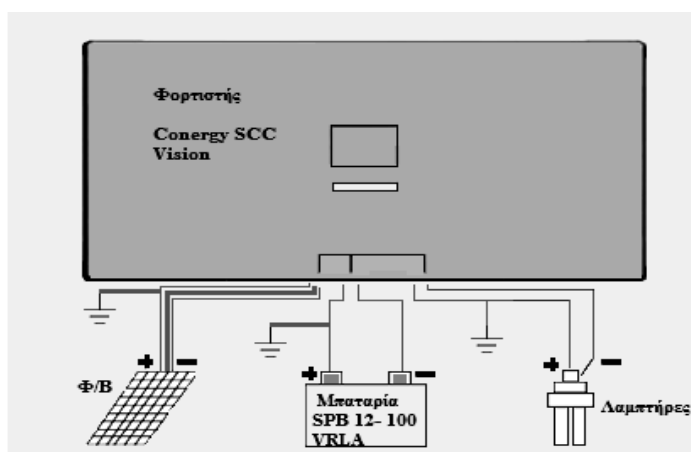 Φορτιστής
Conergy SCC
Vision
+ −
Φ/Β
+ −
Μπαταρία
SPB 12- 100
VRLA
+ −
Λαμπτήρες